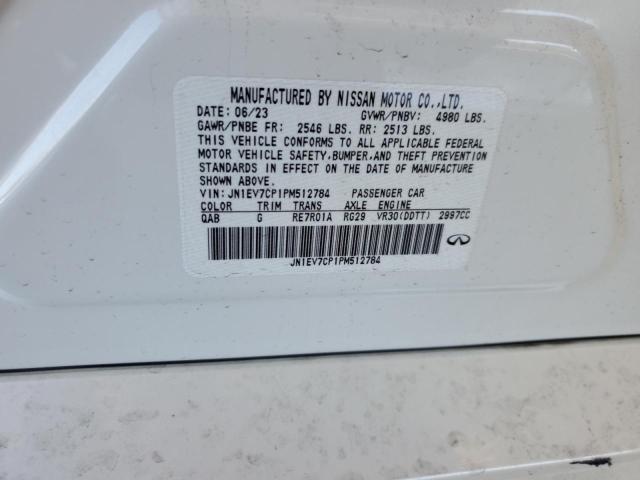 MANUFACTURED BY NISSAN MOTOR CO.,LTD.
DATE: 06/23 GVWR/PNBV: 4980 LBS.
GAWR/PNBE FR: 2546 LBS. RR: 2513 LBS.
THIS VEHICLE CONFORMS TO ALL APPLICABLE FEDERAL
MOTOR VEHICLE SAFETY,BUMPER,AND THEFT PREVENTION
STANDARDS IN EFFECT ON THE DATE OF MANUFACTURE
SHOWN ABOVE.
VIN: JN1EV7CP1PM512784 PASSENGER CAR
COLOR TRIM TRANS AXLE ENGINE
QAB G RE7R01A RG29 VR30(DDTT) 2997CC
JN1EV7CP1PM512784